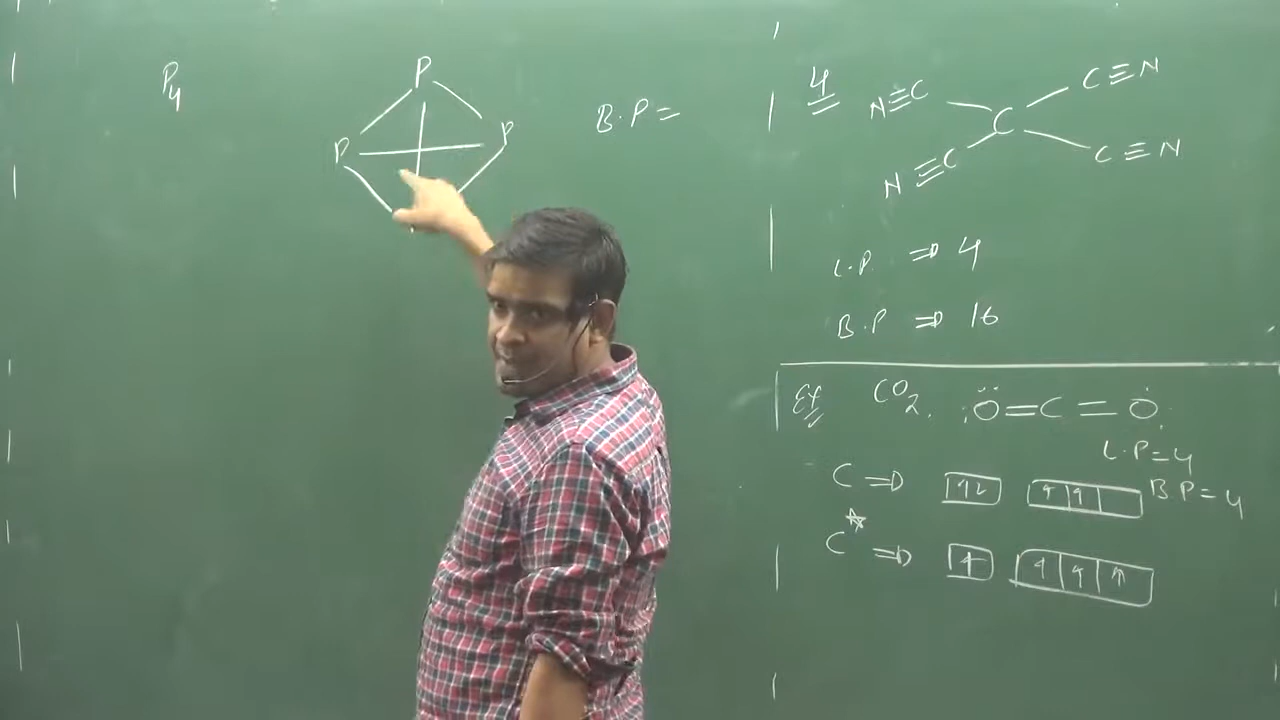 P4
P
P P
B.P =
4
N≡C C C≡N
N≡C C≡N
L.P. ⇒ 4
B.P ⇒ 16
Ex CO2. :Ö=C=O:
L.P=4
B.P=4
C ⇒ ↑↓ ↑ ↑
C* ⇒ ↑ ↑ ↑ ↑